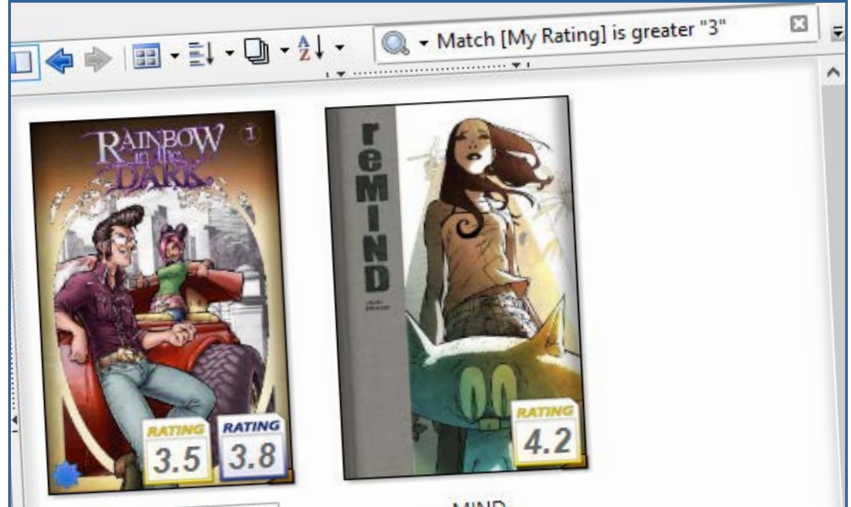 Match [My Rating] is greater "3"
A
Z
RAINBOW
in the
DARK
1
reMIND
RATING
3.5
RATING
3.8
RATING
4.2
MIND